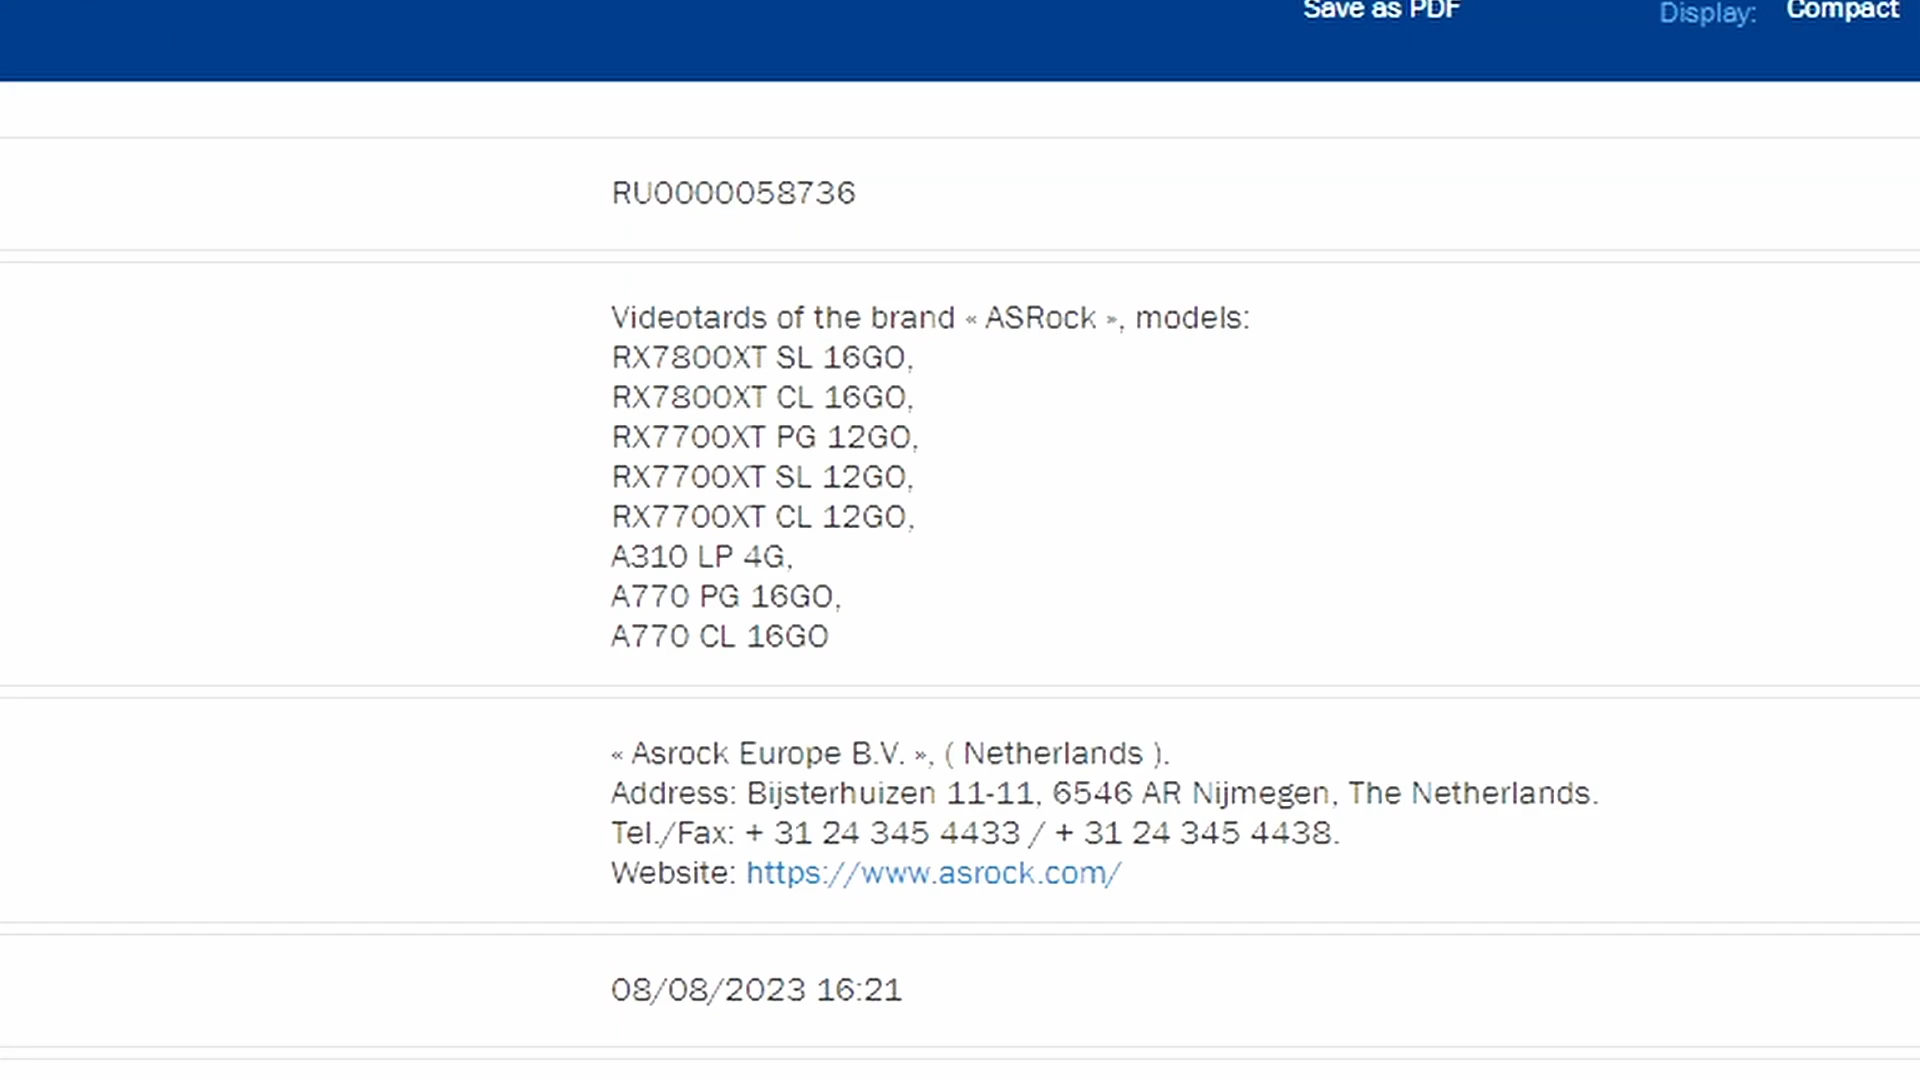 Save as PDF
Display: Compact
RU0000058736
Videotards of the brand « ASRock », models:
RX7800XT SL 16GO,
RX7800XT CL 16GO,
RX7700XT PG 12GO,
RX7700XT SL 12GO,
RX7700XT CL 12GO,
A310 LP 4G,
A770 PG 16GO,
A770 CL 16GO
« Asrock Europe B.V. », ( Netherlands ).
Address: Bijsterhuizen 11-11, 6546 AR Nijmegen, The Netherlands.
Tel./Fax: + 31 24 345 4433 / + 31 24 345 4438.
Website: https://www.asrock.com/
08/08/2023 16:21